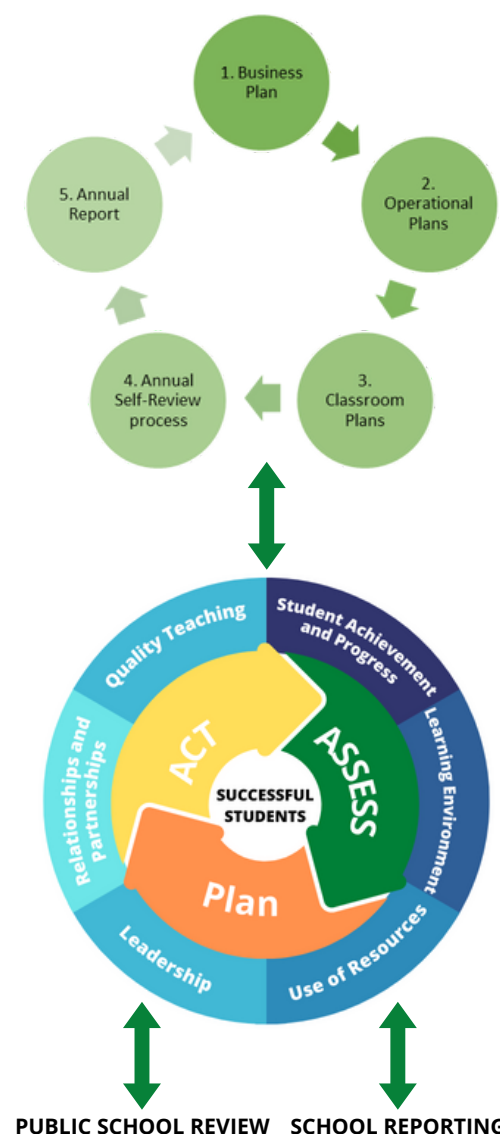 1. Business
Plan
2.
Operational
Plans
3.
Classroom
Plans
4. Annual
Self-Review
process
5. Annual
Report
Quality Teaching
Student Achievement
and Progress
Learning Environment
Use of Resources
Leadership
Relationships and
Partnerships
ACT
ASSESS
Plan
SUCCESSFUL
STUDENTS
PUBLIC SCHOOL REVIEW
SCHOOL REPORTING